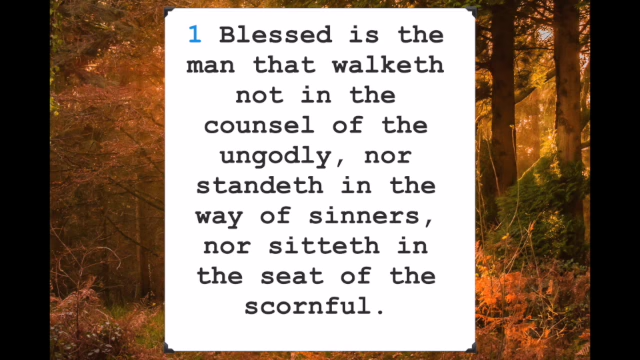 1 Blessed is the
man that walketh
not in the
counsel of the
ungodly, nor
standeth in the
way of sinners,
nor sitteth in
the seat of the
scornful.